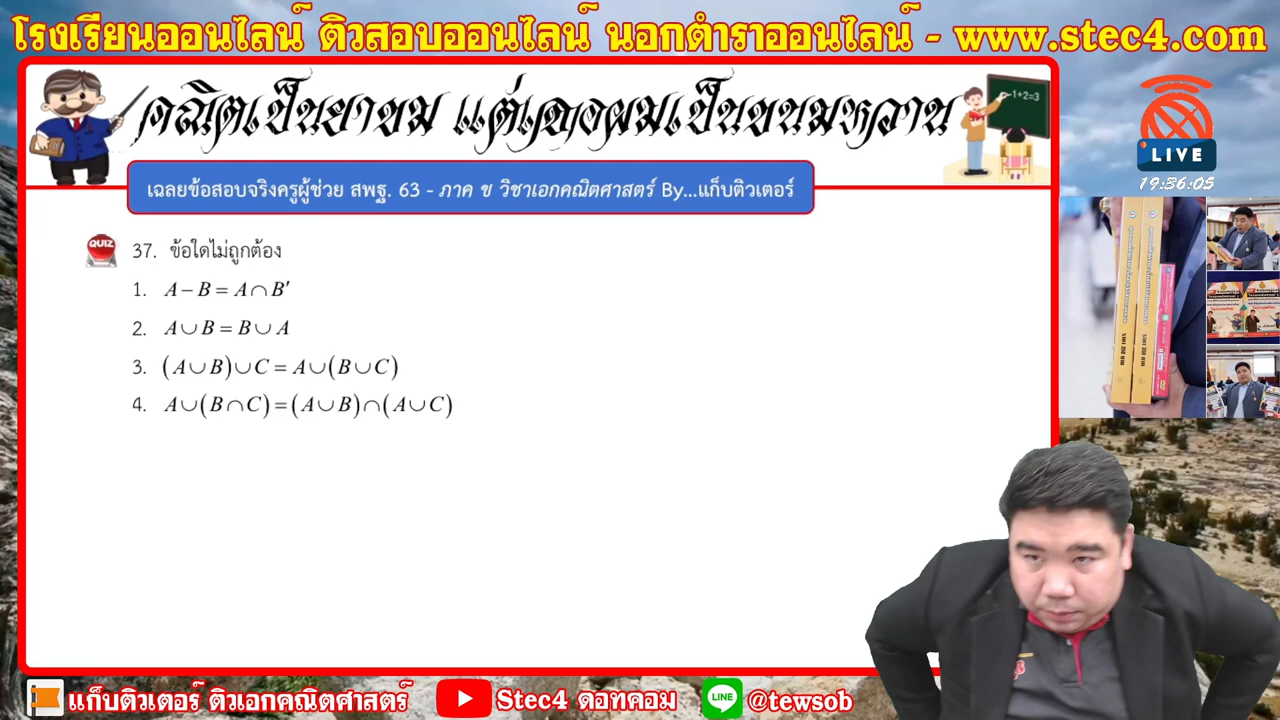 โรงเรียนออนไลน์ ติวสอบออนไลน์ นอกตำราออนไลน์ - www.stec4.com
คณิตเป็นยาขม แต่เจอผมเป็นขนมหวาน
1+2=3
LIVE
19:36:05
เฉลยข้อสอบจริงครูผู้ช่วย สพฐ. 63 - ภาค ข วิชาเอกคณิตศาสตร์ By...แก็บติวเตอร์
QUIZ
37. ข้อใดไม่ถูกต้อง
1. A − B = A ∩ B′
2. A ∪ B = B ∪ A
3. (A ∪ B) ∪ C = A ∪ (B ∪ C)
4. A ∪ (B ∩ C) = (A ∪ B) ∩ (A ∪ C)
แก็บติวเตอร์ ติวเอกคณิตศาสตร์
Stec4 ดอทคอม
LINE
@tewsob